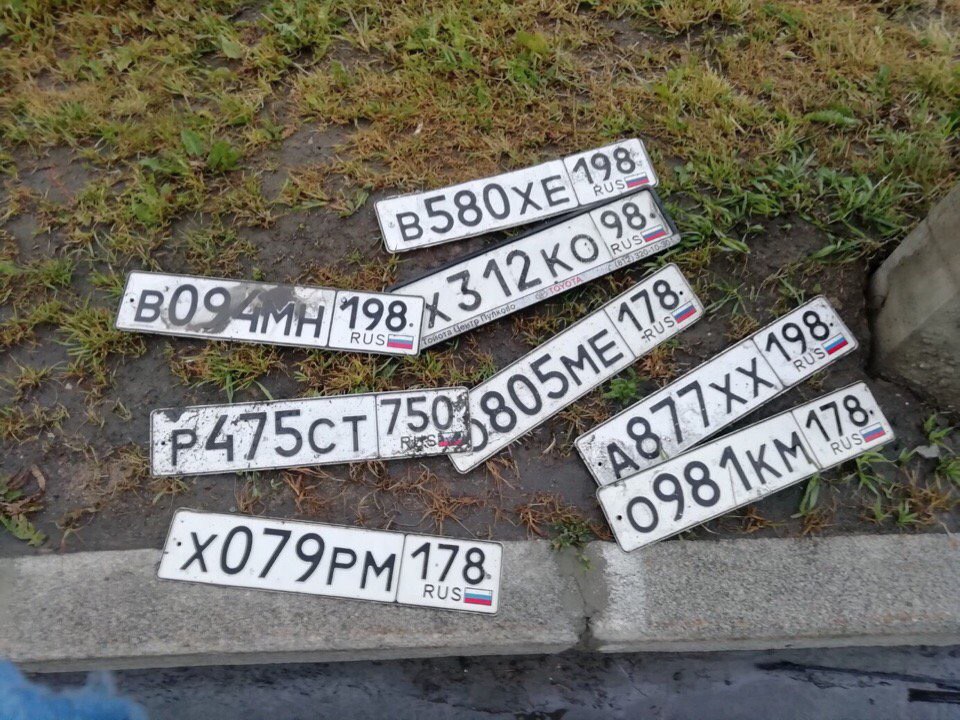 В580ХЕ 198
RUS
Х312КО 98
RUS
Тойота Центр Пулково TOYOTA
В094МН 198
RUS
805МЕ 178
RUS
А877ХХ 198
RUS
Р475СТ 750
RUS
О981КМ 178
RUS
Х079РМ 178
RUS